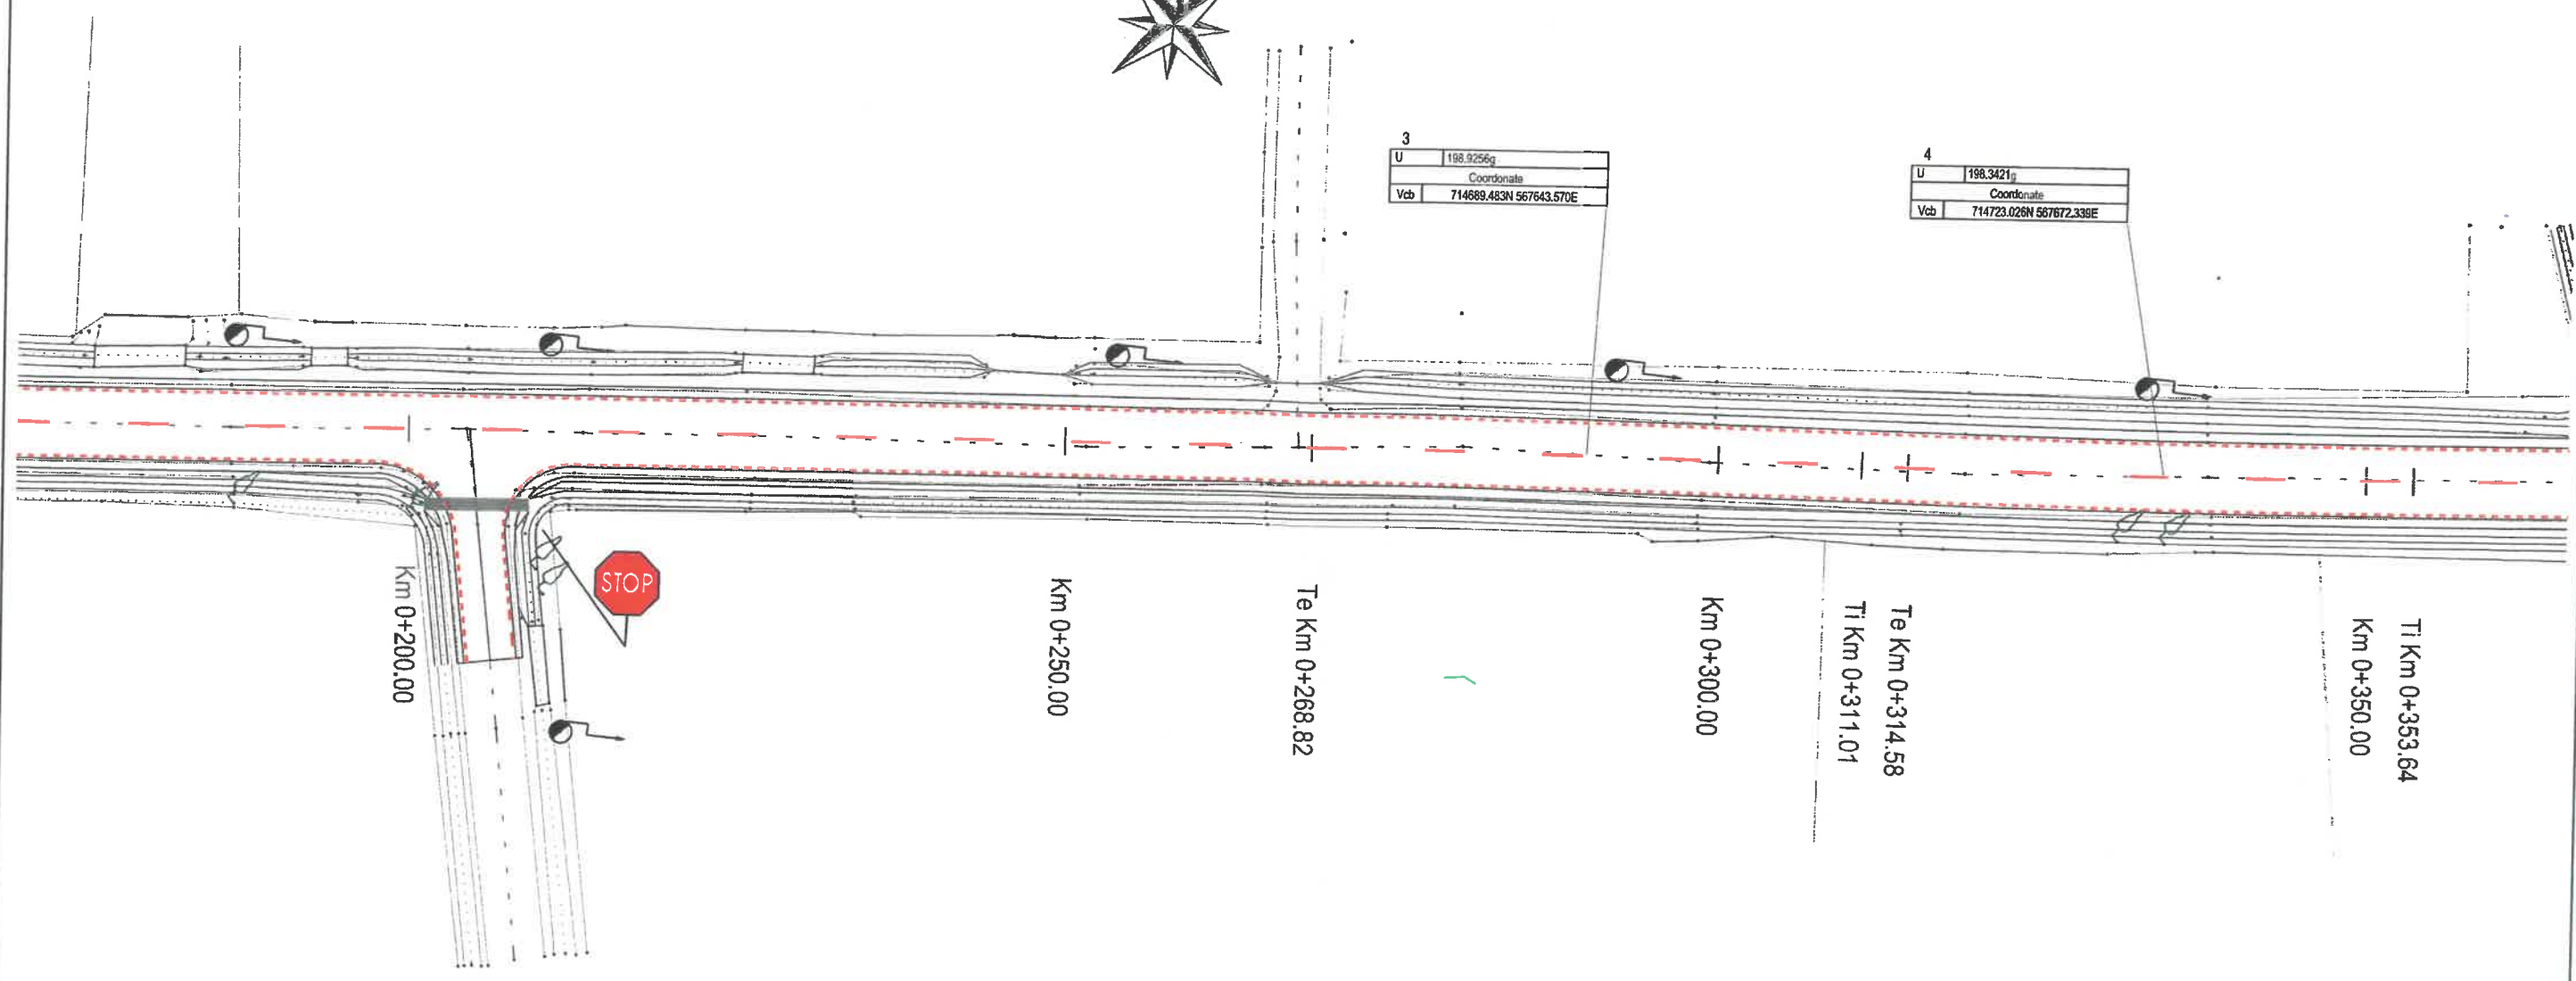 3
U 198.9256g
Coordonate
Vcb 714689.483N 567643.570E
4
U 198.3421g
Coordonate
Vcb 714723.026N 567672.339E
STOP
Km 0+200.00
Km 0+250.00
Te Km 0+268.82
Km 0+300.00
Ti Km 0+311.01
Te Km 0+314.58
Km 0+350.00
Ti Km 0+353.64